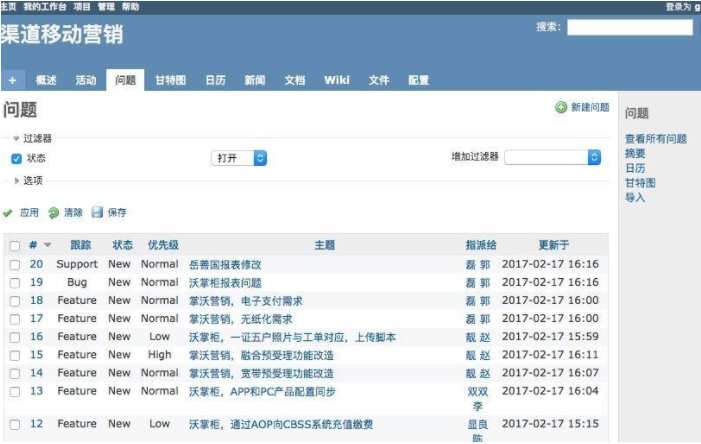 主页 我的工作台 项目 管理 帮助 登录为 g
渠道移动营销 搜索：
+ 概述 活动 问题 甘特图 日历 新闻 文档 Wiki 文件 配置
问题 新建问题
过滤器
状态 打开 增加过滤器
选项
应用 清除 保存
# 跟踪 状态 优先级 主题 指派给 更新于
20 Support New Normal 岳善国报表修改 磊 郭 2017-02-17 16:16
19 Bug New Normal 沃掌柜报表问题 磊 郭 2017-02-17 16:16
18 Feature New Normal 掌沃营销，电子支付需求 磊 郭 2017-02-17 16:00
17 Feature New Normal 掌沃营销，无纸化需求 磊 郭 2017-02-17 16:00
16 Feature New Low 沃掌柜，一证五户照片与工单对应，上传脚本 靓 赵 2017-02-17 15:59
15 Feature New High 掌沃营销，融合预受理功能改造 靓 赵 2017-02-17 16:11
14 Feature New Normal 掌沃营销，宽带预受理功能改造 靓 赵 2017-02-17 16:07
13 Feature New Normal 沃掌柜，APP和PC产品配置同步 双双 2017-02-17 16:04
李
12 Feature New Low 沃掌柜，通过AOP向CBSS系统充值缴费 显良 2017-02-17 15:15
陈
问题
查看所有问题
摘要
日历
甘特图
导入